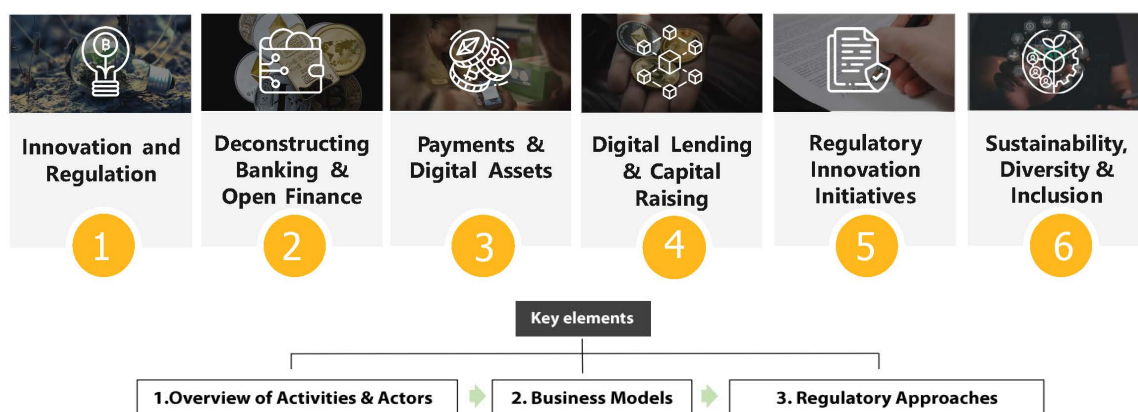 Innovation and
Regulation
1
Deconstructing
Banking &
Open Finance
2
Payments &
Digital Assets
3
Digital Lending
& Capital
Raising
4
Regulatory
Innovation
Initiatives
5
Sustainability,
Diversity &
Inclusion
6
Key elements
1.Overview of Activities & Actors
2. Business Models
3. Regulatory Approaches